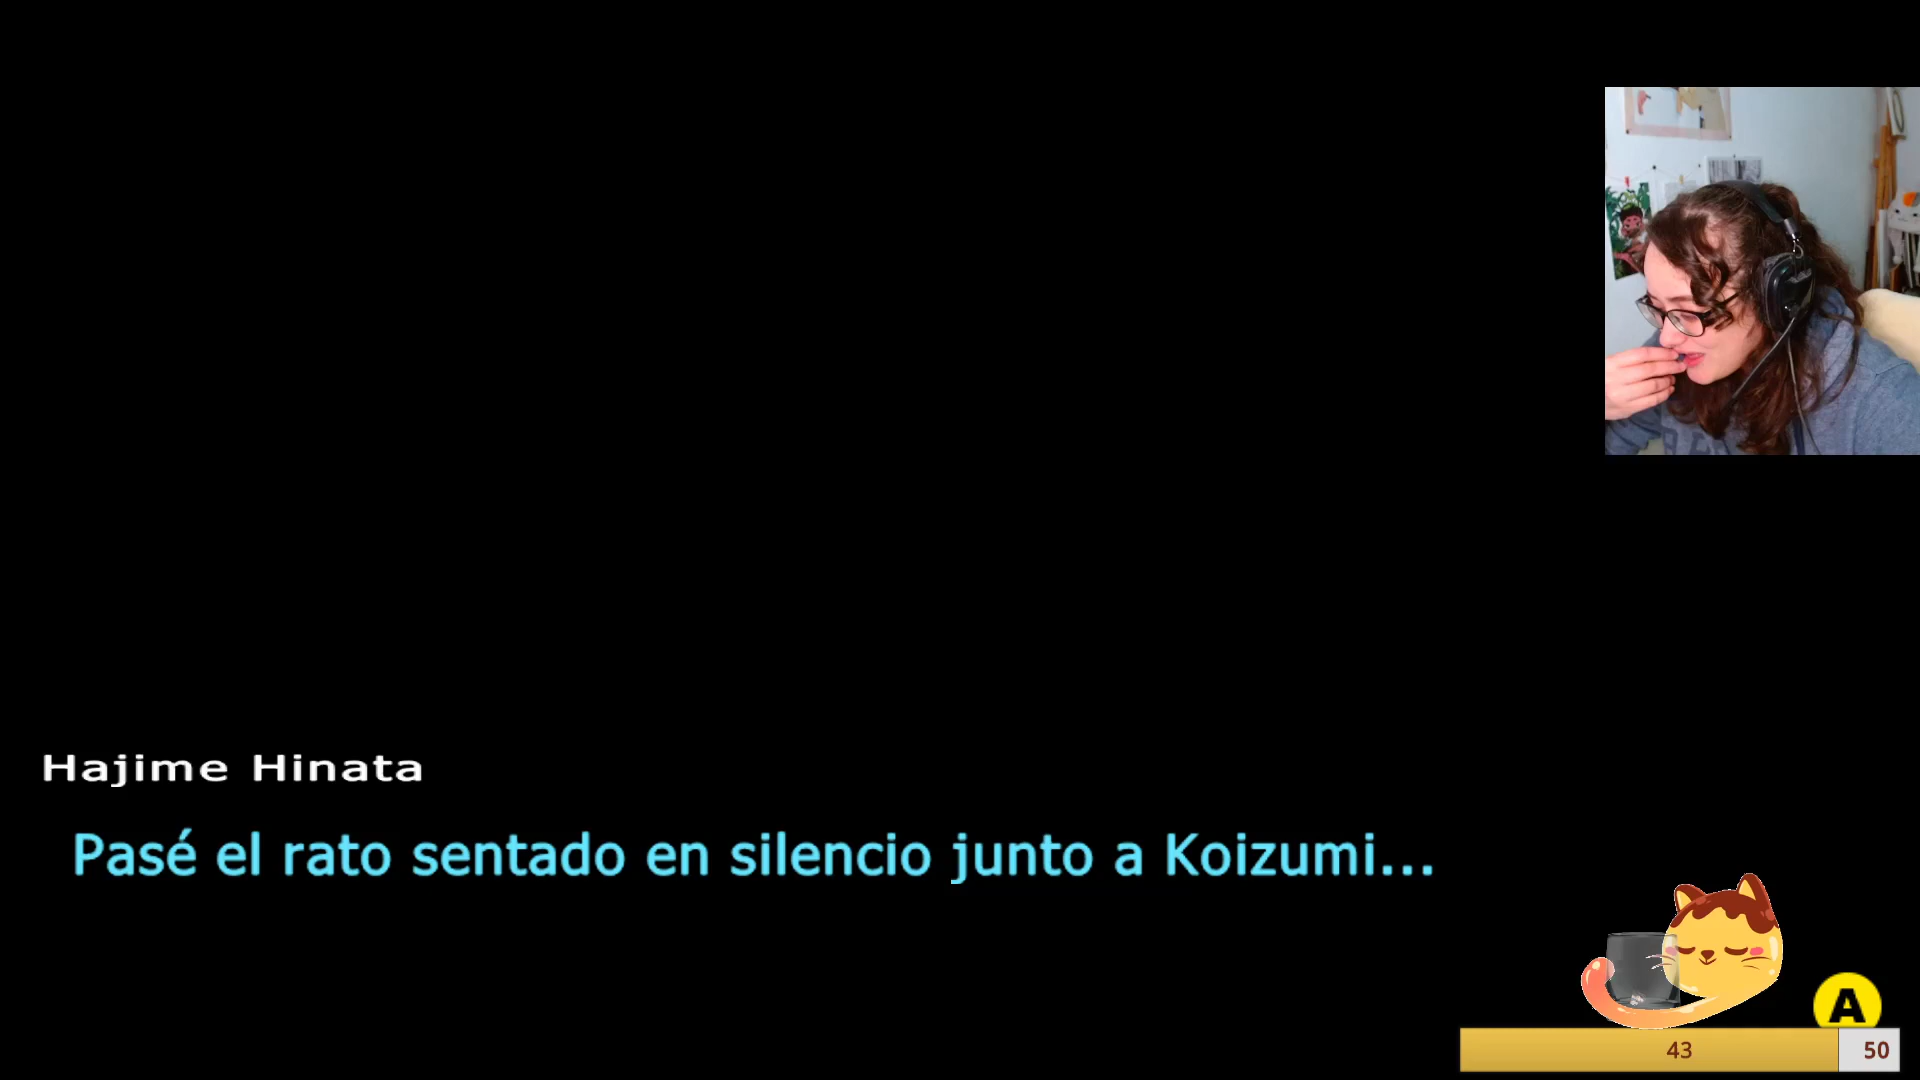 Hajime Hinata
Pasé el rato sentado en silencio junto a Koizumi...
A
43
50